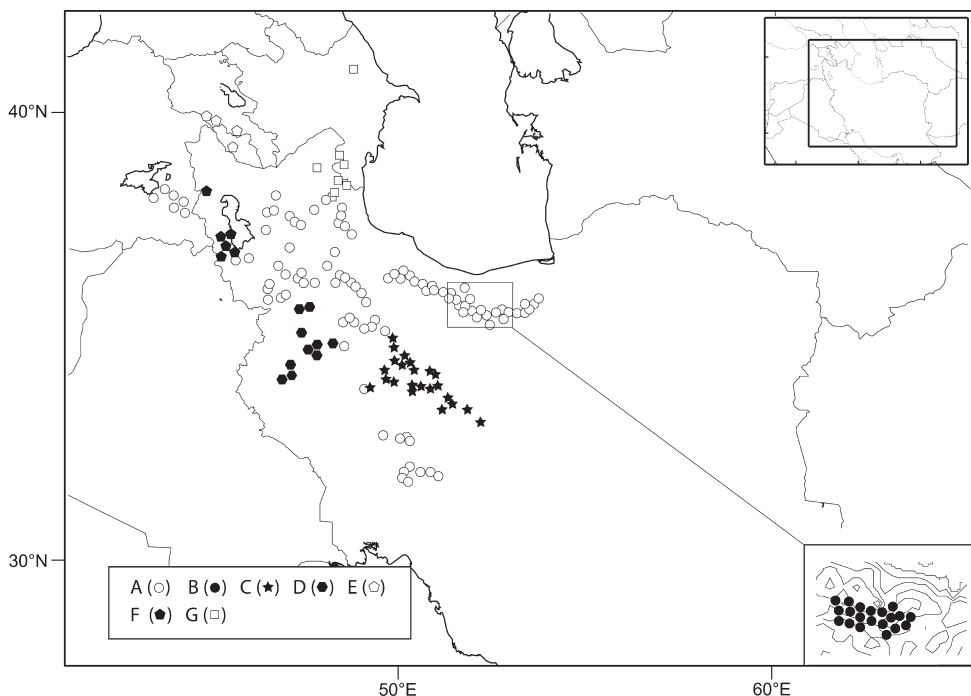 40°N
30°N
A (○) B (●) C (★) D (⬣) E (⬠)
F (⬟) G (□)
50°E
60°E